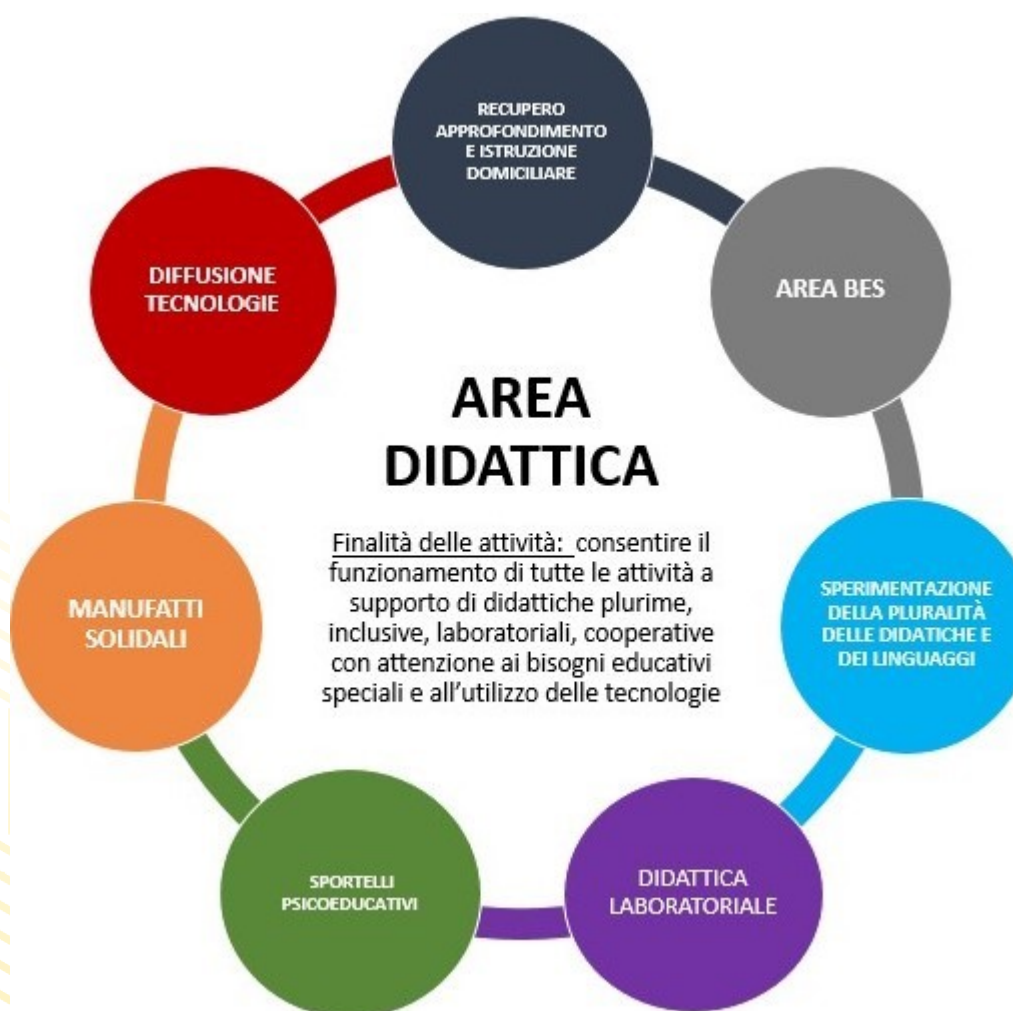 RECUPERO
APPROFONDIMENTO
E ISTRUZIONE
DOMICILIARE
DIFFUSIONE
TECNOLOGIE
AREA BES
AREA
DIDATTICA
Finalità delle attività: consentire il
funzionamento di tutte le attività a
supporto di didattiche plurime,
inclusive, laboratoriali, cooperative
con attenzione ai bisogni educativi
speciali e all’utilizzo delle tecnologie
MANUFATTI
SOLIDALI
SPERIMENTAZIONE
DELLA PLURALITÀ
DELLE DIDATICHE E
DEI LINGUAGGI
SPORTELLI
PSICOEDUCATIVI
DIDATTICA
LABORATORIALE